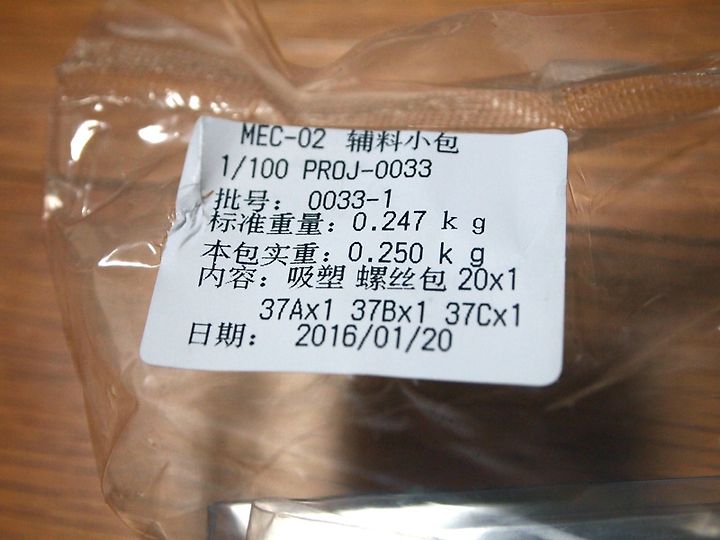 MEC-02 辅料小包
1/100 PROJ-0033
批号： 0033-1
标准重量：0.247 k g
本包实重：0.250 k g
内容：吸塑 螺丝包 20x1
37Ax1 37Bx1 37Cx1
日期： 2016/01/20